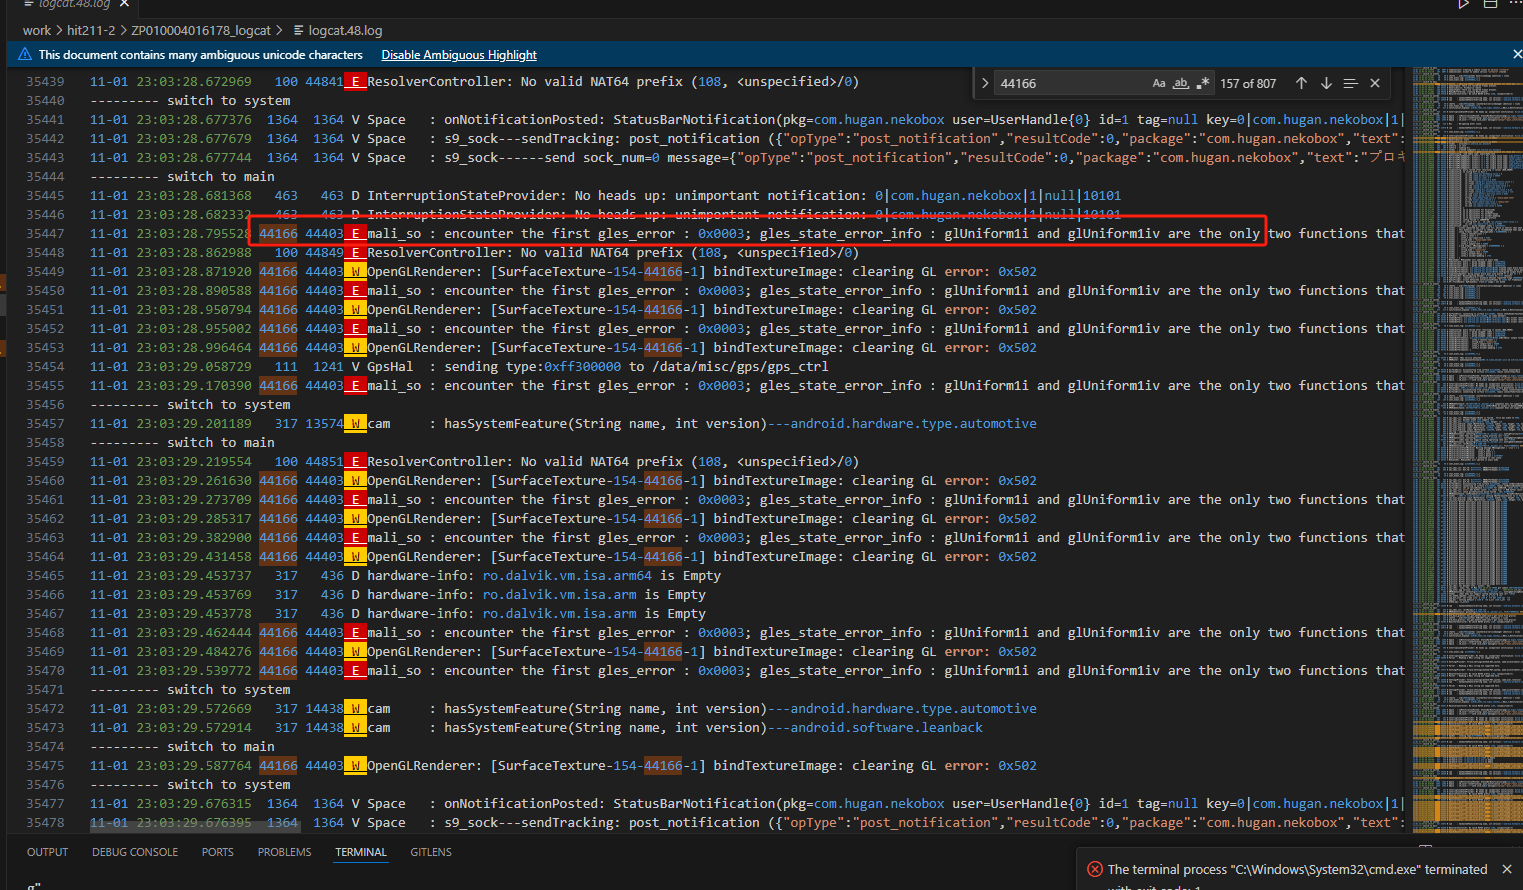 logcat.48.log
work > hit211-2 > ZP010004016178_logcat > logcat.48.log
This document contains many ambiguous unicode characters Disable Ambiguous Highlight
44166 Aa ab .* 157 of 807
35439 11-01 23:03:28.672969 100 44841 E ResolverController: No valid NAT64 prefix (108, <unspecified>/0)
35440 --------- switch to system
35441 11-01 23:03:28.677376 1364 1364 V Space : onNotificationPosted: StatusBarNotification(pkg=com.hugan.nekobox user=UserHandle{0} id=1 tag=null key=0|com.hugan.nekobox|1|
35442 11-01 23:03:28.677679 1364 1364 V Space : s9_sock---sendTracking: post_notification ({"opType":"post_notification","resultCode":0,"package":"com.hugan.nekobox","text":
35443 11-01 23:03:28.677744 1364 1364 V Space : s9_sock------send sock_num=0 message={"opType":"post_notification","resultCode":0,"package":"com.hugan.nekobox","text":"プロキ
35444 --------- switch to main
35445 11-01 23:03:28.681368 463 463 D InterruptionStateProvider: No heads up: unimportant notification: 0|com.hugan.nekobox|1|null|10101
35446 11-01 23:03:28.682332 463 463 D InterruptionStateProvider: No heads up: unimportant notification: 0|com.hugan.nekobox|1|null|10101
35447 11-01 23:03:28.795528 44166 44403 E mali_so : encounter the first gles_error : 0x0003; gles_state_error_info : glUniform1i and glUniform1iv are the only two functions that
35448 11-01 23:03:28.862988 100 44849 E ResolverController: No valid NAT64 prefix (108, <unspecified>/0)
35449 11-01 23:03:28.871920 44166 44403 W OpenGLRenderer: [SurfaceTexture-154-44166-1] bindTextureImage: clearing GL error: 0x502
35450 11-01 23:03:28.890588 44166 44403 E mali_so : encounter the first gles_error : 0x0003; gles_state_error_info : glUniform1i and glUniform1iv are the only two functions that
35451 11-01 23:03:28.950794 44166 44403 W OpenGLRenderer: [SurfaceTexture-154-44166-1] bindTextureImage: clearing GL error: 0x502
35452 11-01 23:03:28.955002 44166 44403 E mali_so : encounter the first gles_error : 0x0003; gles_state_error_info : glUniform1i and glUniform1iv are the only two functions that
35453 11-01 23:03:28.996464 44166 44403 W OpenGLRenderer: [SurfaceTexture-154-44166-1] bindTextureImage: clearing GL error: 0x502
35454 11-01 23:03:29.058729 111 1241 V GpsHal : sending type:0xff300000 to /data/misc/gps/gps_ctrl
35455 11-01 23:03:29.170390 44166 44403 E mali_so : encounter the first gles_error : 0x0003; gles_state_error_info : glUniform1i and glUniform1iv are the only two functions that
35456 --------- switch to system
35457 11-01 23:03:29.201189 317 13574 W cam : hasSystemFeature(String name, int version)---android.hardware.type.automotive
35458 --------- switch to main
35459 11-01 23:03:29.219554 100 44851 E ResolverController: No valid NAT64 prefix (108, <unspecified>/0)
35460 11-01 23:03:29.261630 44166 44403 W OpenGLRenderer: [SurfaceTexture-154-44166-1] bindTextureImage: clearing GL error: 0x502
35461 11-01 23:03:29.273709 44166 44403 E mali_so : encounter the first gles_error : 0x0003; gles_state_error_info : glUniform1i and glUniform1iv are the only two functions that
35462 11-01 23:03:29.285317 44166 44403 W OpenGLRenderer: [SurfaceTexture-154-44166-1] bindTextureImage: clearing GL error: 0x502
35463 11-01 23:03:29.382900 44166 44403 E mali_so : encounter the first gles_error : 0x0003; gles_state_error_info : glUniform1i and glUniform1iv are the only two functions that
35464 11-01 23:03:29.431458 44166 44403 W OpenGLRenderer: [SurfaceTexture-154-44166-1] bindTextureImage: clearing GL error: 0x502
35465 11-01 23:03:29.453737 317 436 D hardware-info: ro.dalvik.vm.isa.arm64 is Empty
35466 11-01 23:03:29.453769 317 436 D hardware-info: ro.dalvik.vm.isa.arm is Empty
35467 11-01 23:03:29.453778 317 436 D hardware-info: ro.dalvik.vm.isa.arm is Empty
35468 11-01 23:03:29.462444 44166 44403 E mali_so : encounter the first gles_error : 0x0003; gles_state_error_info : glUniform1i and glUniform1iv are the only two functions that
35469 11-01 23:03:29.484276 44166 44403 W OpenGLRenderer: [SurfaceTexture-154-44166-1] bindTextureImage: clearing GL error: 0x502
35470 11-01 23:03:29.539772 44166 44403 E mali_so : encounter the first gles_error : 0x0003; gles_state_error_info : glUniform1i and glUniform1iv are the only two functions that
35471 --------- switch to system
35472 11-01 23:03:29.572669 317 14438 W cam : hasSystemFeature(String name, int version)---android.hardware.type.automotive
35473 11-01 23:03:29.572914 317 14438 W cam : hasSystemFeature(String name, int version)---android.software.leanback
35474 --------- switch to main
35475 11-01 23:03:29.587764 44166 44403 W OpenGLRenderer: [SurfaceTexture-154-44166-1] bindTextureImage: clearing GL error: 0x502
35476 --------- switch to system
35477 11-01 23:03:29.676315 1364 1364 V Space : onNotificationPosted: StatusBarNotification(pkg=com.hugan.nekobox user=UserHandle{0} id=1 tag=null key=0|com.hugan.nekobox|1|
35478 11-01 23:03:29.676395 1364 1364 V Space : s9_sock---sendTracking: post_notification ({"opType":"post_notification","resultCode":0,"package":"com.hugan.nekobox","text":
OUTPUT DEBUG CONSOLE PORTS PROBLEMS TERMINAL GITLENS
The terminal process "C:\Windows\System32\cmd.exe" terminated
with exit code: 1
g"